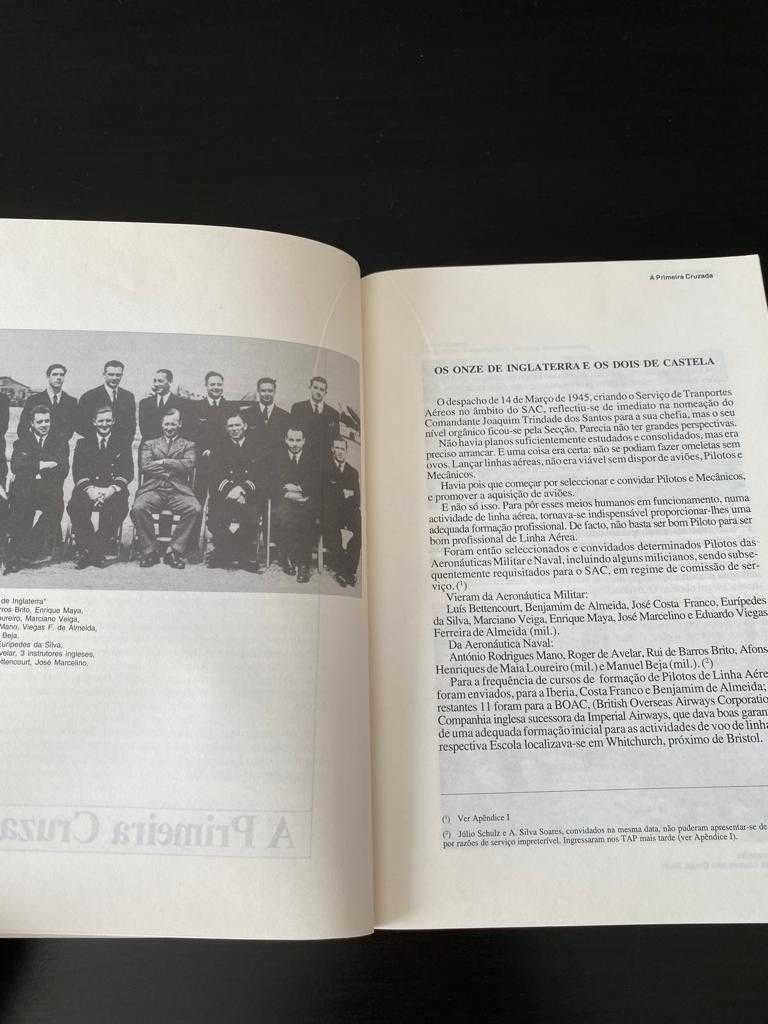 de Inglaterra"
rros Brito, Enrique Maya,
ureiro, Marciano Veiga,
Mano, Viegas F. de Almeida,
Beja.
Eurípedes da Silva,
velar, 3 instrutores ingleses,
ttencourt, José Marcelino.
A Primeira Cruza
A Primeira Cruzada
OS ONZE DE INGLATERRA E OS DOIS DE CASTELA
O despacho de 14 de Março de 1945, criando o Serviço de Tranportes
Aéreos no âmbito do SAC, reflectiu-se de imediato na nomeação do
Comandante Joaquim Trindade dos Santos para a sua chefia, mas o seu
nível orgânico ficou-se pela Secção. Parecia não ter grandes perspectivas.
Não havia planos suficientemente estudados e consolidados, mas era
preciso arrancar. E uma coisa era certa: não se podiam fazer omeletas sem
ovos. Lançar linhas aéreas, não era viável sem dispor de aviões, Pilotos e
Mecânicos.
Havia pois que começar por seleccionar e convidar Pilotos e Mecânicos,
e promover a aquisição de aviões.
E não só isso. Para pôr esses meios humanos em funcionamento, numa
actividade de linha aérea, tornava-se indispensável proporcionar-lhes uma
adequada formação profissional. De facto, não basta ser bom Piloto para ser
bom profissional de Linha Aérea.
Foram então seleccionados e convidados determinados Pilotos das
Aeronáuticas Militar e Naval, incluindo alguns milicianos, sendo subse-
quentemente requisitados para o SAC, em regime de comissão de ser-
viço. (¹)
Vieram da Aeronáutica Militar:
Luís Bettencourt, Benjamim de Almeida, José Costa Franco, Eurípedes
da Silva, Marciano Veiga, Enrique Maya, José Marcelino e Eduardo Viegas
Ferreira de Almeida (mil.).
Da Aeronáutica Naval:
António Rodrigues Mano, Roger de Avelar, Rui de Barros Brito, Afons
Henriques de Maia Loureiro (mil.) e Manuel Beja (mil.). (²)
Para a frequência de cursos de formação de Pilotos de Linha Aére
foram enviados, para a Iberia, Costa Franco e Benjamim de Almeida;
restantes 11 foram para a BOAC, (British Overseas Airways Corporatio
Companhia inglesa sucessora da Imperial Airways, que dava boas garan
de uma adequada formação inicial para as actividades de voo de linha
respectiva Escola localizava-se em Whitchurch, próximo de Bristol.
(¹) Ver Apêndice I
(²) Júlio Schulz e A. Silva Soares, convidados na mesma data, não puderam apresentar-se de
por razões de serviço impreterível. Ingressaram nos TAP mais tarde (ver Apêndice I).